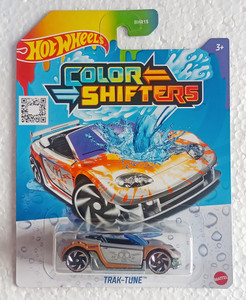 HOT WHEELS
3+
COLOR
SHIFTERS
TRAK-TUNE™